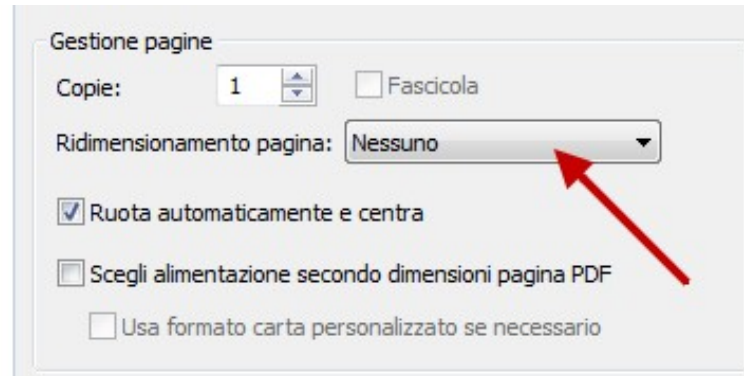 Gestione pagine
Copie: 1 Fascicola
Ridimensionamento pagina: Nessuno
Ruota automaticamente e centra
Scegli alimentazione secondo dimensioni pagina PDF
Usa formato carta personalizzato se necessario